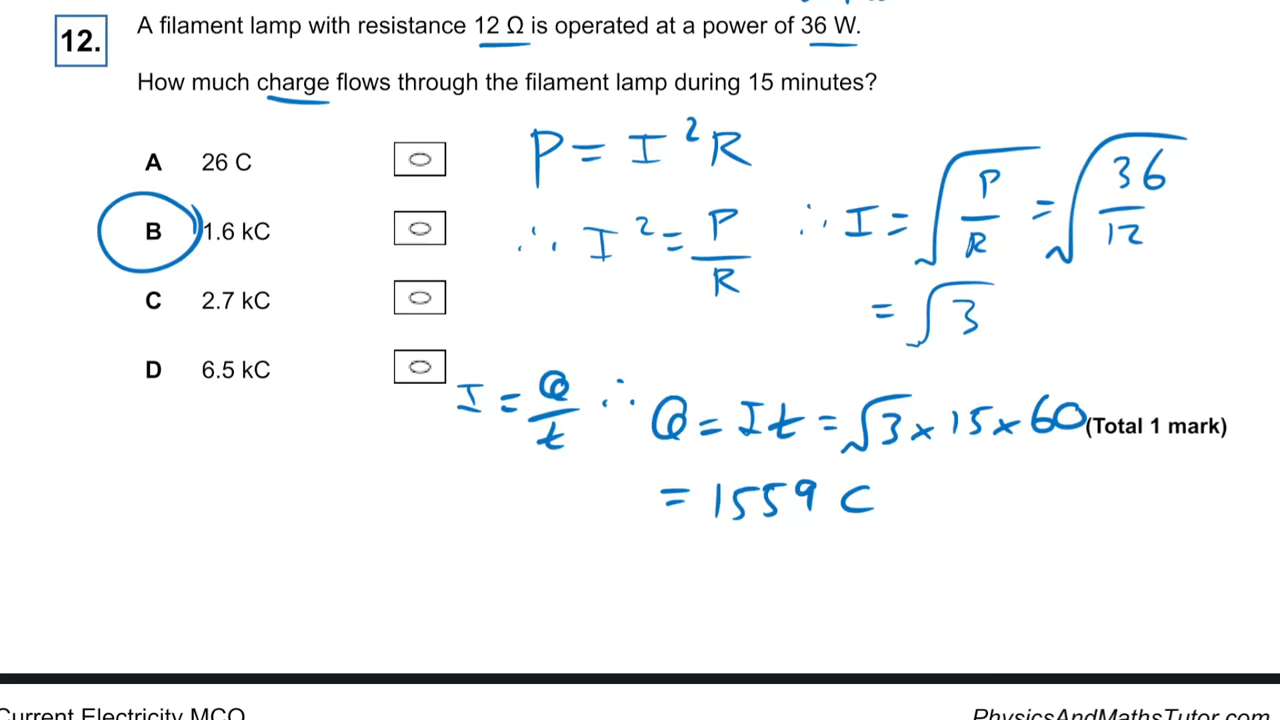 12.
A filament lamp with resistance 12 Ω is operated at a power of 36 W.
How much charge flows through the filament lamp during 15 minutes?
A 26 C
B 1.6 kC
C 2.7 kC
D 6.5 kC
P = I²R
∴ I² = P/R ∴ I = √(P/R) = √(36/12)
= √3
I = Q/t ∴ Q = It = √3 × 15 × 60
(Total 1 mark)
= 1559 C
Current Electricity MCQ
PhysicsAndMathsTutor.com